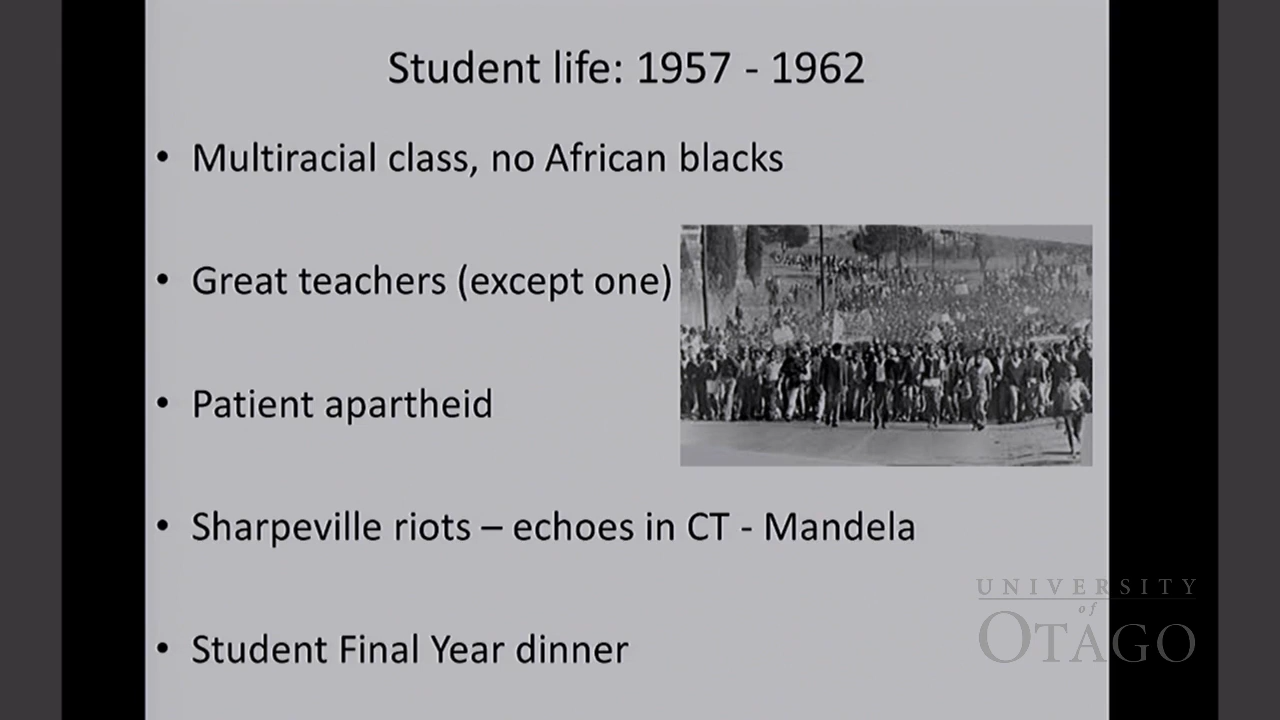 Student life: 1957 - 1962
• Multiracial class, no African blacks
• Great teachers (except one)
• Patient apartheid
• Sharpeville riots – echoes in CT - Mandela
• Student Final Year dinner
UNIVERSITY
of
OTAGO